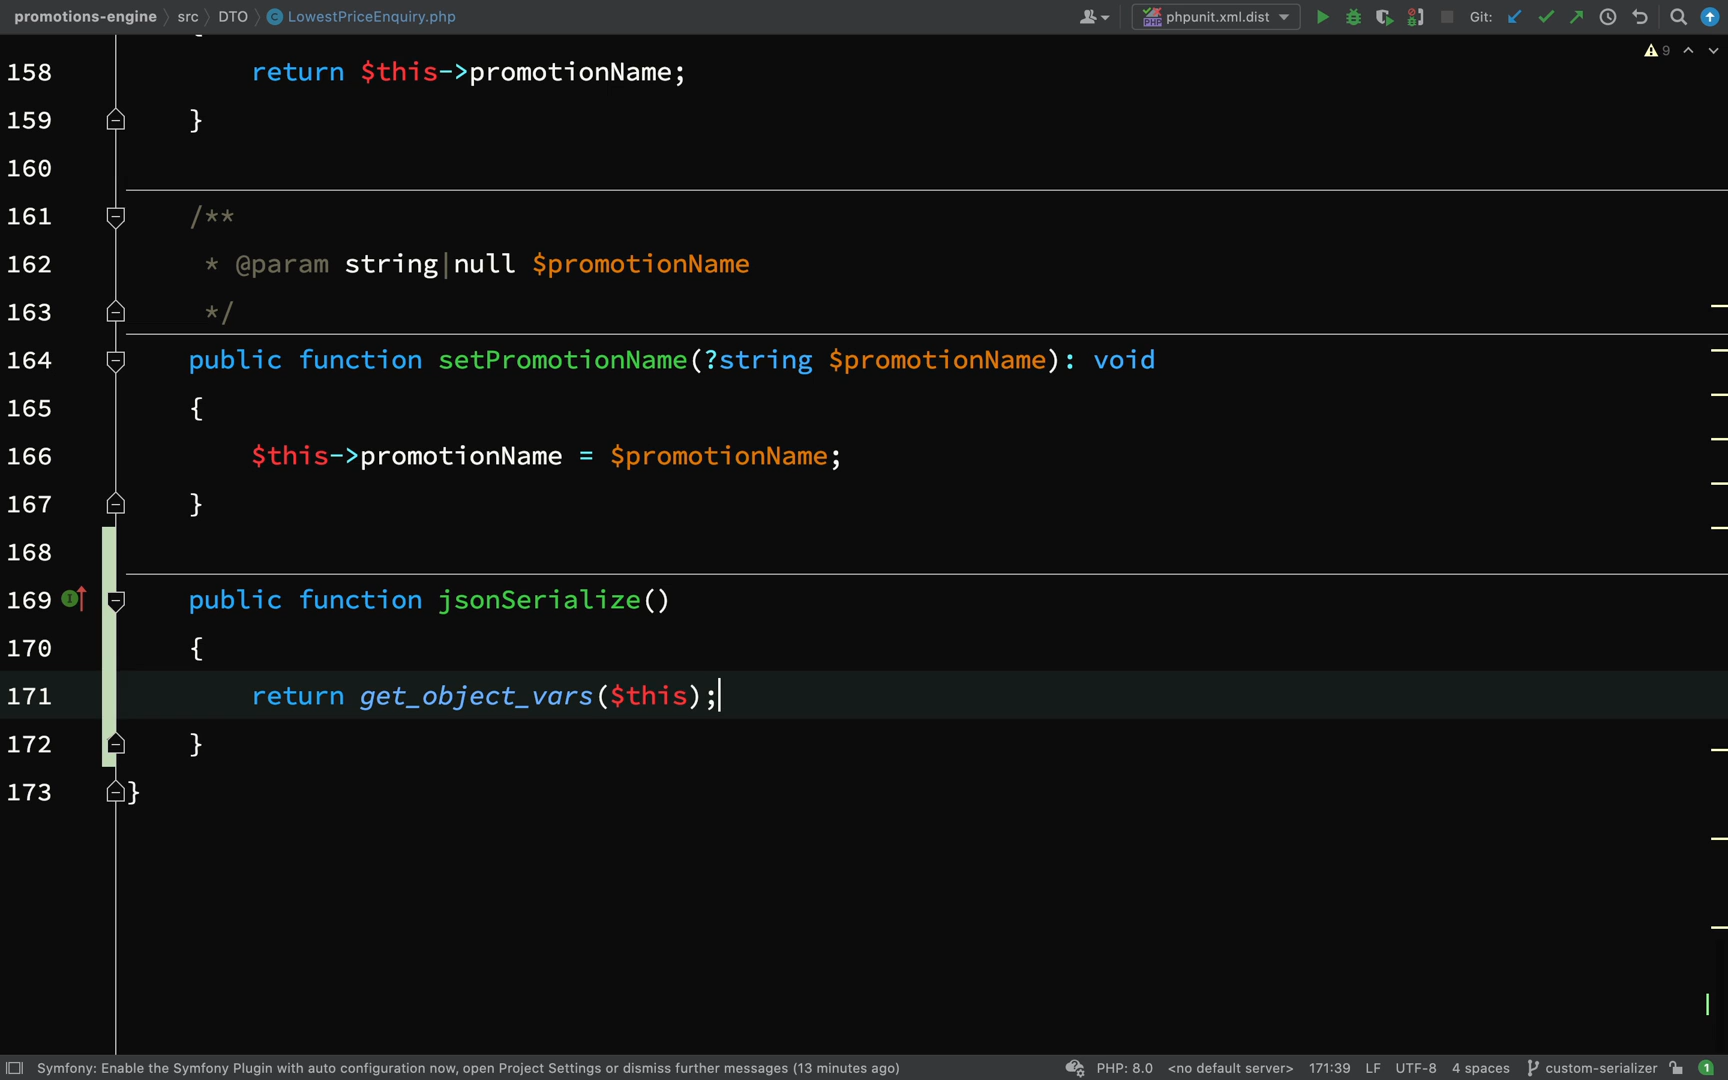 promotions-engine src DTO LowestPriceEnquiry.php phpunit.xml.dist Git:
9
{
158 return $this->promotionName;
159 }
160
161 /**
162 * @param string|null $promotionName
163 */
164 public function setPromotionName(?string $promotionName): void
165 {
166 $this->promotionName = $promotionName;
167 }
168
169 public function jsonSerialize()
170 {
171 return get_object_vars($this);
172 }
173 }
Symfony: Enable the Symfony Plugin with auto configuration now, open Project Settings or dismiss further messages (13 minutes ago) PHP: 8.0 <no default server> 171:39 LF UTF-8 4 spaces custom-serializer 1